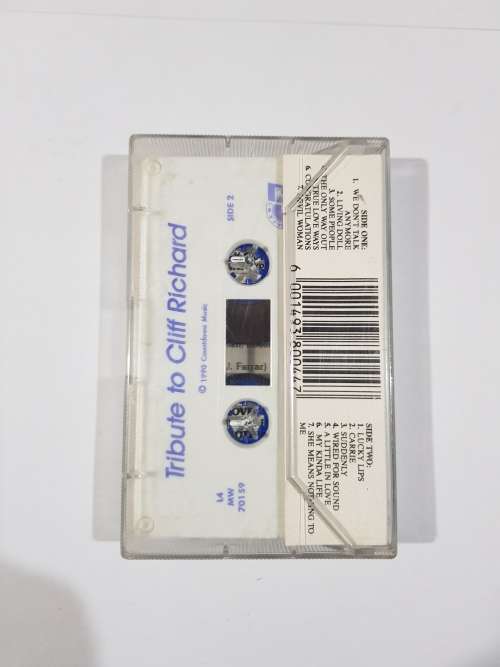 Tribute to Cliff Richard
© 1990 Countdown Music
SIDE 2
L4
MW
70159
J. Farrar)
SIDE ONE:
1. WE DON'T TALK
ANYMORE
2. LIVING DOLL
3. SOME PEOPLE
THE ONLY WAY OUT
TRUE LOVE WAYS
6. CONGRATULATIONS
7. DEVIL WOMAN
6 001493 800447
SIDE TWO:
1. LUCKY LIPS
2. CARRIE
3. SUDDENLY
4. WIRED FOR SOUND
5. A LITTLE IN LOVE
6. MY KINDA LIFE
7. SHE MEANS NOTHING TO
ME